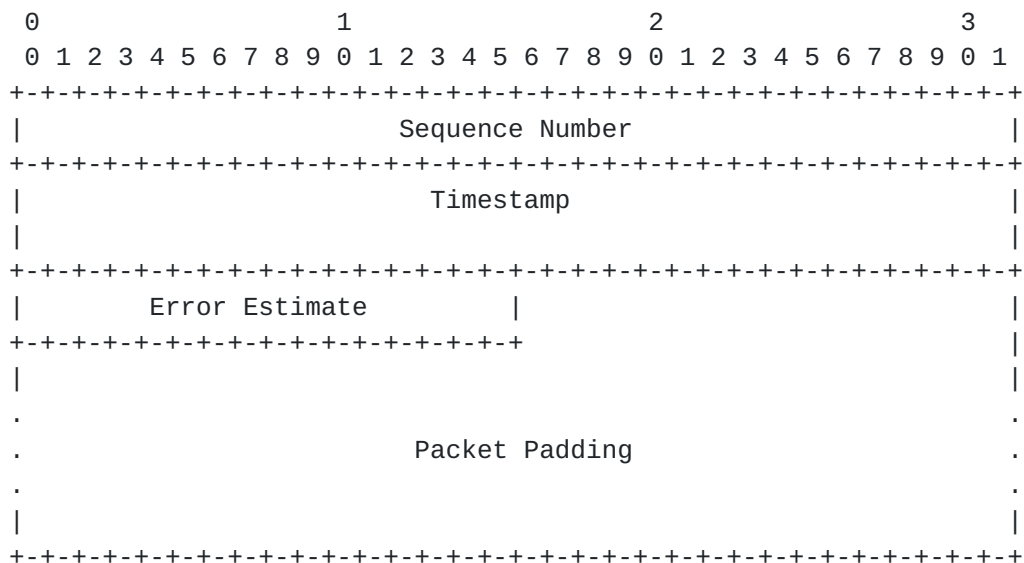 0                   1                   2                   3
 0 1 2 3 4 5 6 7 8 9 0 1 2 3 4 5 6 7 8 9 0 1 2 3 4 5 6 7 8 9 0 1
+-+-+-+-+-+-+-+-+-+-+-+-+-+-+-+-+-+-+-+-+-+-+-+-+-+-+-+-+-+-+-+-+
|                        Sequence Number                        |
+-+-+-+-+-+-+-+-+-+-+-+-+-+-+-+-+-+-+-+-+-+-+-+-+-+-+-+-+-+-+-+-+
|                          Timestamp                            |
|                                                               |
+-+-+-+-+-+-+-+-+-+-+-+-+-+-+-+-+-+-+-+-+-+-+-+-+-+-+-+-+-+-+-+-+
|        Error Estimate         |                               |
+-+-+-+-+-+-+-+-+-+-+-+-+-+-+-+-+                               |
|                                                               |
.                                                               .
.                         Packet Padding                        .
.                                                               .
|                                                               |
+-+-+-+-+-+-+-+-+-+-+-+-+-+-+-+-+-+-+-+-+-+-+-+-+-+-+-+-+-+-+-+-+